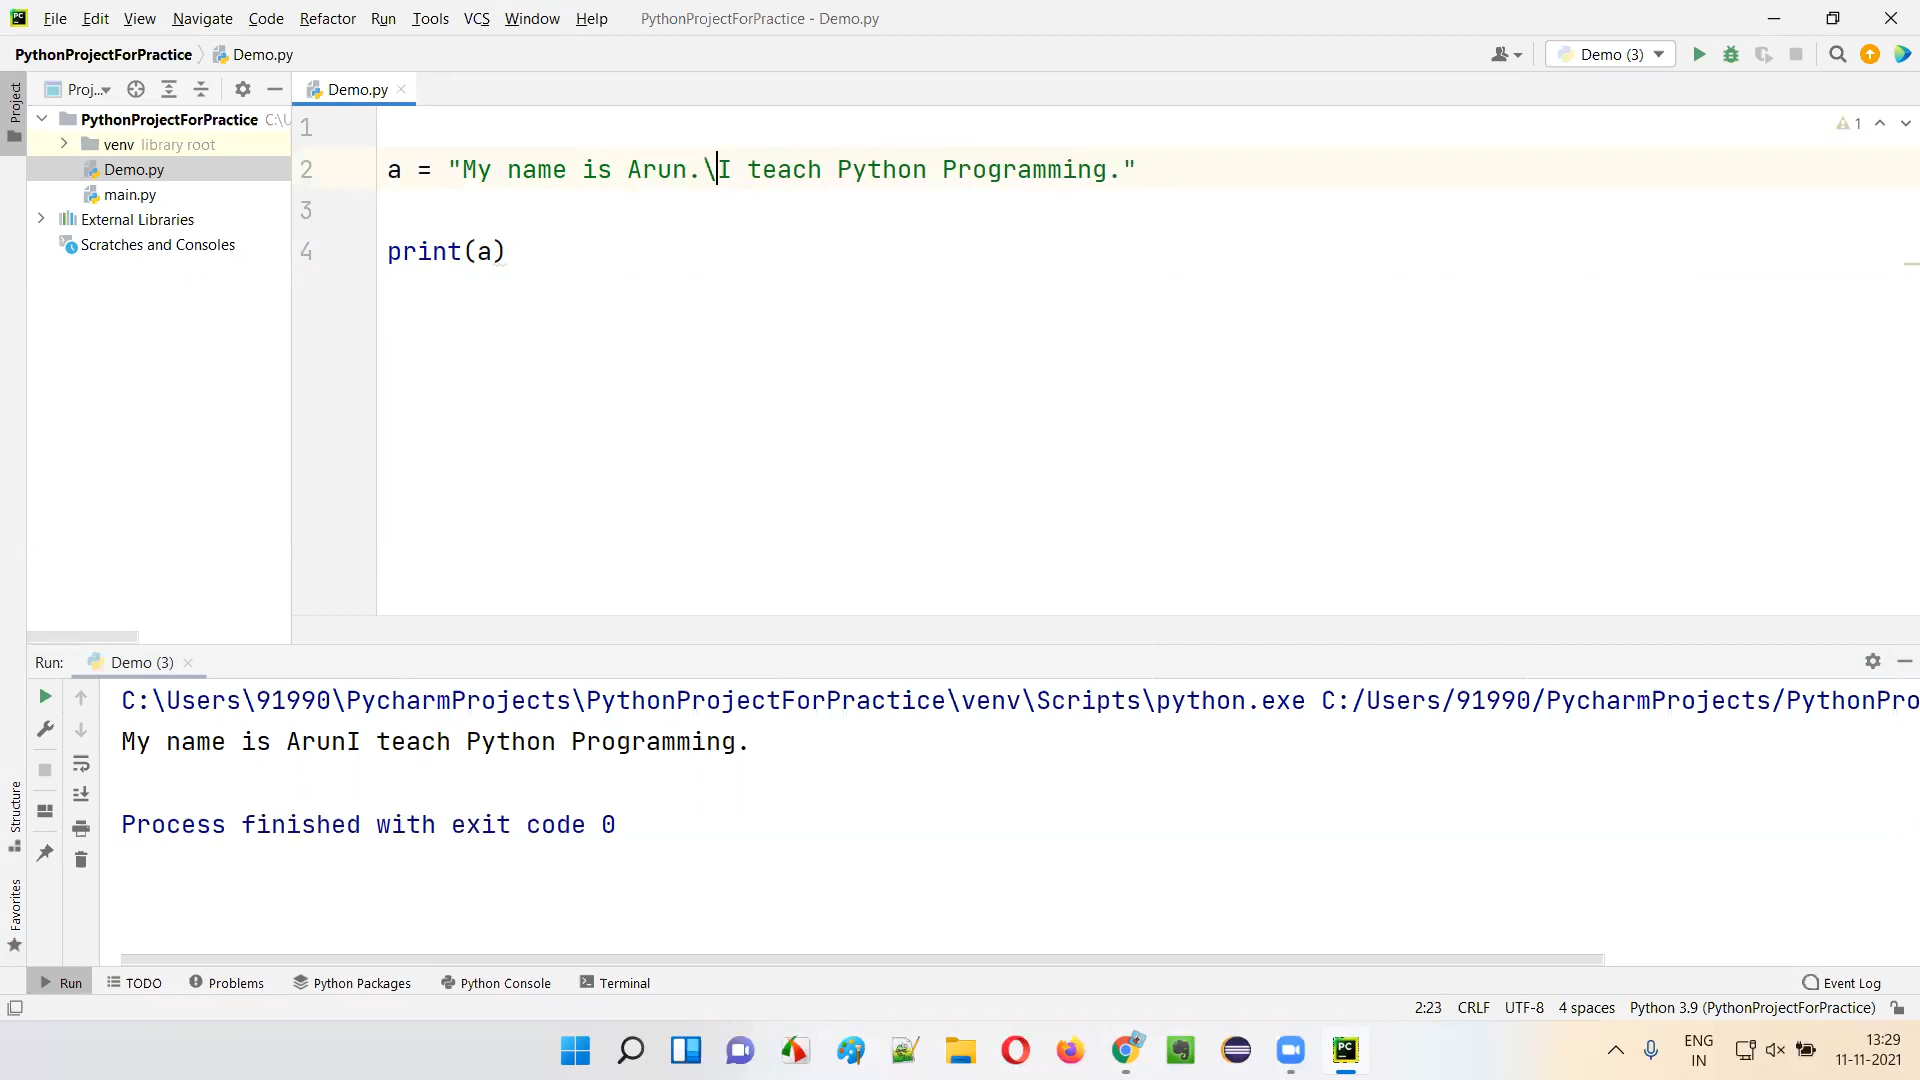 File Edit View Navigate Code Refactor Run Tools VCS Window Help PythonProjectForPractice - Demo.py
PythonProjectForPractice Demo.py Demo (3)
Project
Proj... Demo.py
PythonProjectForPractice C:\U
venv library root
Demo.py
main.py
External Libraries
Scratches and Consoles
1
2 a = "My name is Arun.\I teach Python Programming."
3
4 print(a)
1
Run: Demo (3)
C:\Users\91990\PycharmProjects\PythonProjectForPractice\venv\Scripts\python.exe C:/Users/91990/PycharmProjects/PythonPro
My name is ArunI teach Python Programming.
Process finished with exit code 0
Structure
Favorites
Run TODO Problems Python Packages Python Console Terminal Event Log
2:23 CRLF UTF-8 4 spaces Python 3.9 (PythonProjectForPractice)
ENG
IN
13:29
11-11-2021